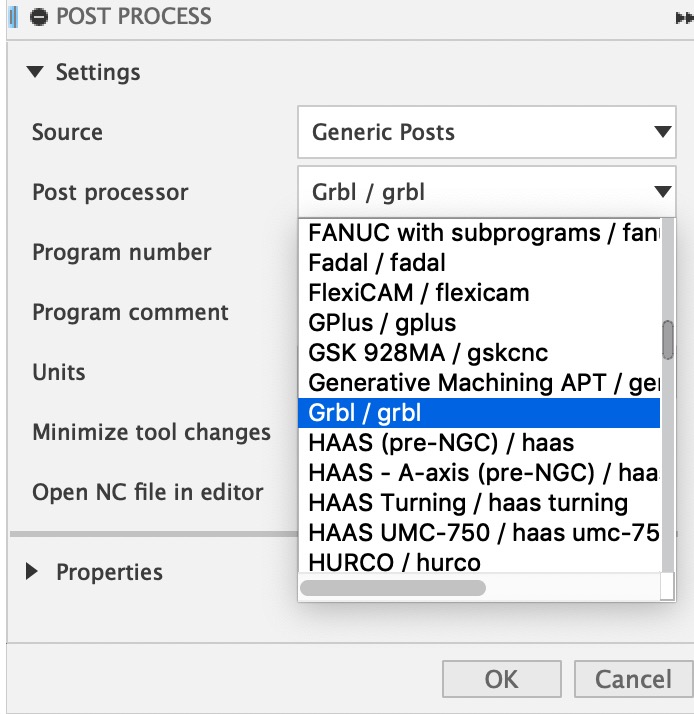 POST PROCESS
Settings
Source
Generic Posts
Post processor
Grbl / grbl
Program number
Program comment
Units
Minimize tool changes
Open NC file in editor
FANUC with subprograms / fanu
Fadal / fadal
FlexiCAM / flexicam
GPlus / gplus
GSK 928MA / gskcnc
Generative Machining APT / ge
Grbl / grbl
HAAS (pre-NGC) / haas
HAAS - A-axis (pre-NGC) / haa
HAAS Turning / haas turning
HAAS UMC-750 / haas umc-75
HURCO / hurco
Properties
OK
Cancel